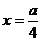 x = a/4